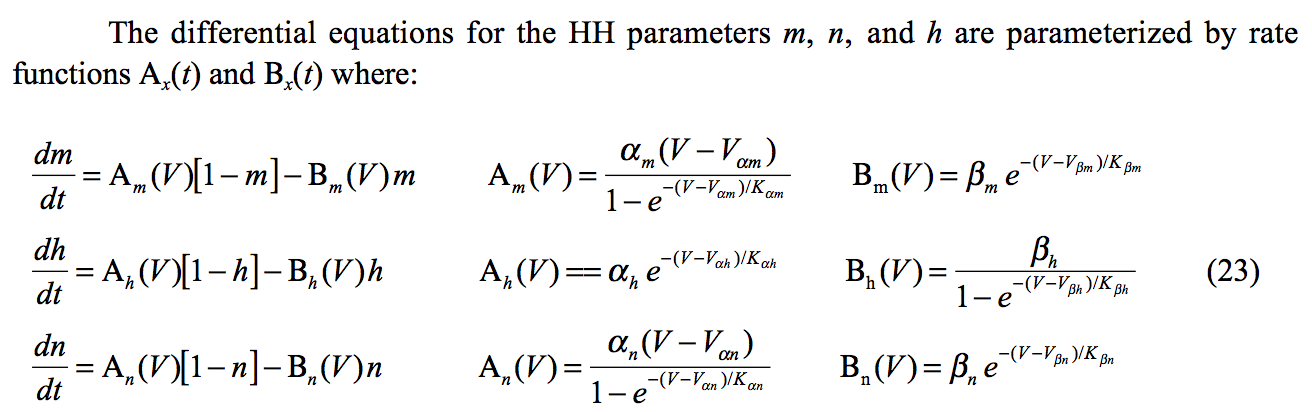 The differential equations for the HH parameters m, n, and h are parameterized by rate
functions Aₓ(t) and Bₓ(t) where:
dm/dt = A_m(V)[1−m]−B_m(V)m    A_m(V) = α_m(V−V_αm) / (1−e^(−(V−V_αm)/K_αm))    B_m(V) = β_m e^(−(V−V_βm)/K_βm)
dh/dt = A_h(V)[1−h]−B_h(V)h    A_h(V) == α_h e^(−(V−V_αh)/K_αh)    B_h(V) = β_h / (1−e^(−(V−V_βh)/K_βh))    (23)
dn/dt = A_n(V)[1−n]−B_n(V)n    A_n(V) = α_n(V−V_αn) / (1−e^(−(V−V_αn)/K_αn))    B_n(V) = β_n e^(−(V−V_βn)/K_βn)